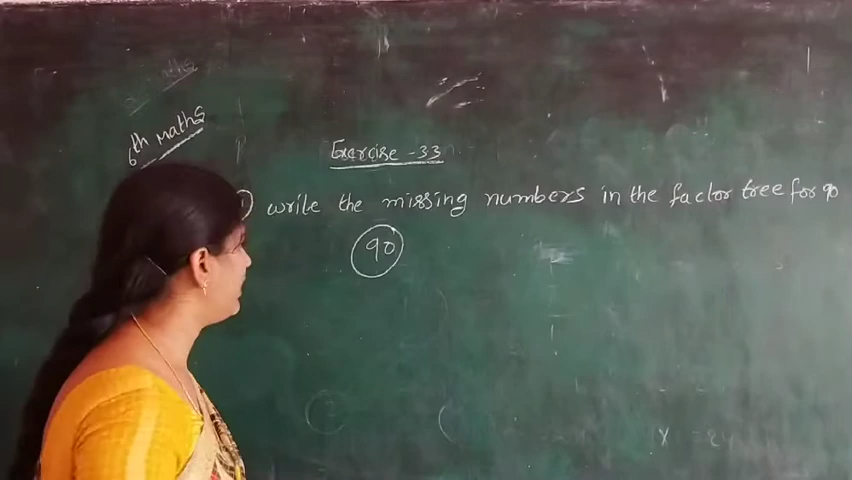 6th maths
Exercise - 33
1) write the missing numbers in the factor tree for 90
90